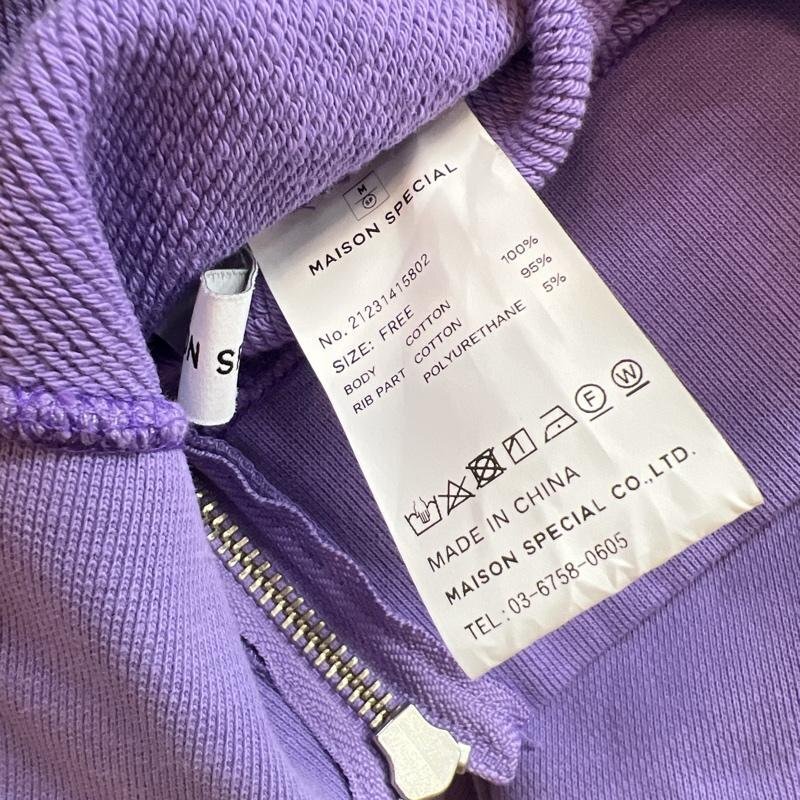 M
SP
MAISON SPECIAL
No. 21231415802
SIZE: FREE
BODY COTTON 100%
RIB PART COTTON 95%
POLYURETHANE 5%
F W
MADE IN CHINA
MAISON SPECIAL CO.,LTD.
TEL : 03-6758-0605
N SP